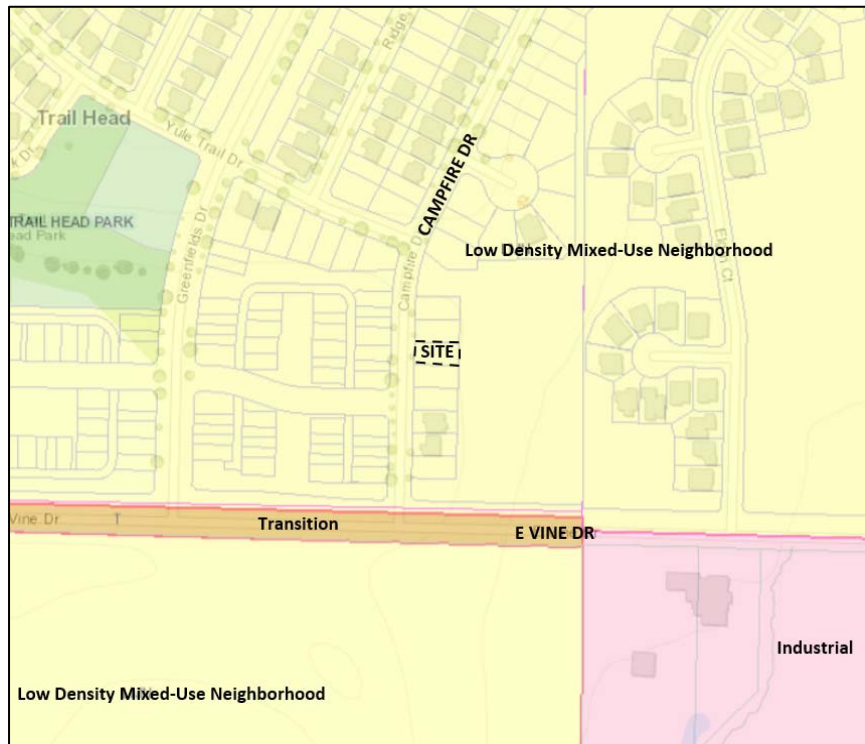 Ridge
Trail Head
Yule Trail Dr
CAMPFIRE DR
TRAIL HEAD PARK
ead Park
Greenfields Dr
Campfire D
Low Density Mixed-Use Neighborhood
SITE
Vine Dr
T
Transition
E VINE DR
Industrial
Low Density Mixed-Use Neighborhood